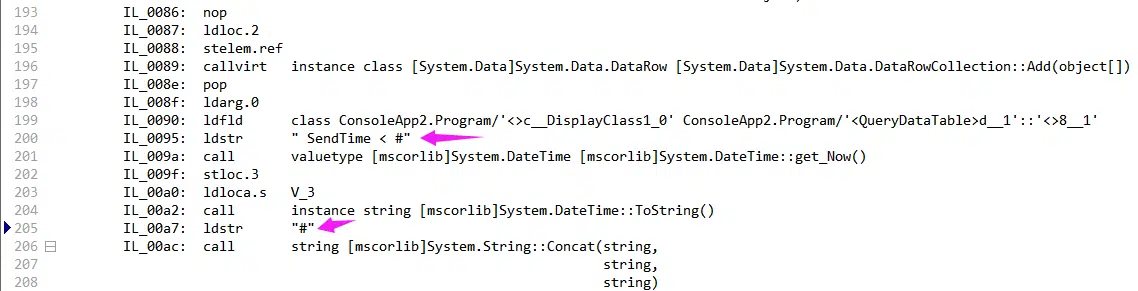 193 IL_0086: nop
194 IL_0087: ldloc.2
195 IL_0088: stelem.ref
196 IL_0089: callvirt instance class [System.Data]System.Data.DataRow [System.Data]System.Data.DataRowCollection::Add(object[])
197 IL_008e: pop
198 IL_008f: ldarg.0
199 IL_0090: ldfld class ConsoleApp2.Program/'<>c__DisplayClass1_0' ConsoleApp2.Program/'<QueryDataTable>d__1'::'<>8__1'
200 IL_0095: ldstr " SendTime < #"
201 IL_009a: call valuetype [mscorlib]System.DateTime [mscorlib]System.DateTime::get_Now()
202 IL_009f: stloc.3
203 IL_00a0: ldloca.s V_3
204 IL_00a2: call instance string [mscorlib]System.DateTime::ToString()
205 IL_00a7: ldstr "#"
206 IL_00ac: call string [mscorlib]System.String::Concat(string,
207 string,
208 string)